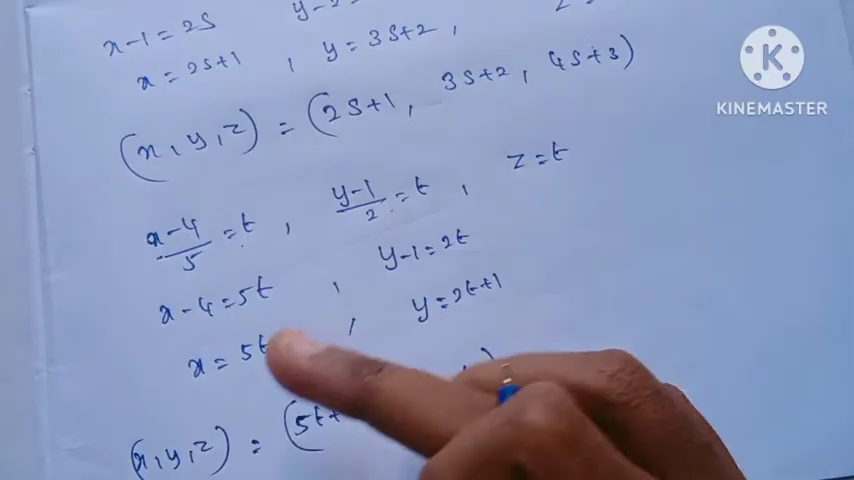 x-1=2S y-2=
x=2S+1 , y=3S+2 ,
(x,y,z) = (2S+1, 3S+2, 4S+3)
K
KINEMASTER
x-4/5 =t , y-1/2 =t , z=t
x-4=5t , y-1=2t
x=5t , y=2t+1
(x,y,z) = (5t+